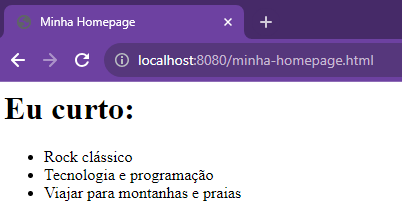 Minha Homepage
localhost:8080/minha-homepage.html
Eu curto:
Rock clássico
Tecnologia e programação
Viajar para montanhas e praias